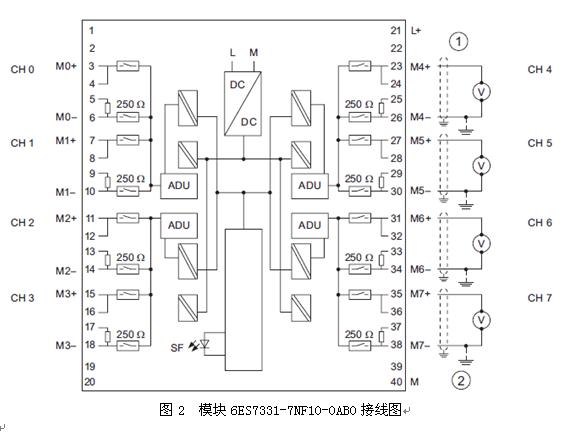 1 21 L+
2 22
CH 0 M0+ 3 L M 23 M4+ ① CH 4
4 24
5 250 Ω DC 25 250 Ω V
M0– 6 DC 26 M4–
CH 1 M1+ 7 27 M5+ CH 5
8 28
9 250 Ω 29 250 Ω V
M1– 10 ADU ADU 30 M5–
CH 2 M2+ 11 ADU ADU 31 M6+ CH 6
12 32
13 250 Ω 33 250 Ω V
M2– 14 34 M6–
CH 3 M3+ 15 35 M7+ CH 7
16 36
17 250 Ω 37 250 Ω V
M3– 18 SF 38 M7–
19 39
20 40 M ②
图 2 模块 6ES7331-7NF10-0AB0 接线图